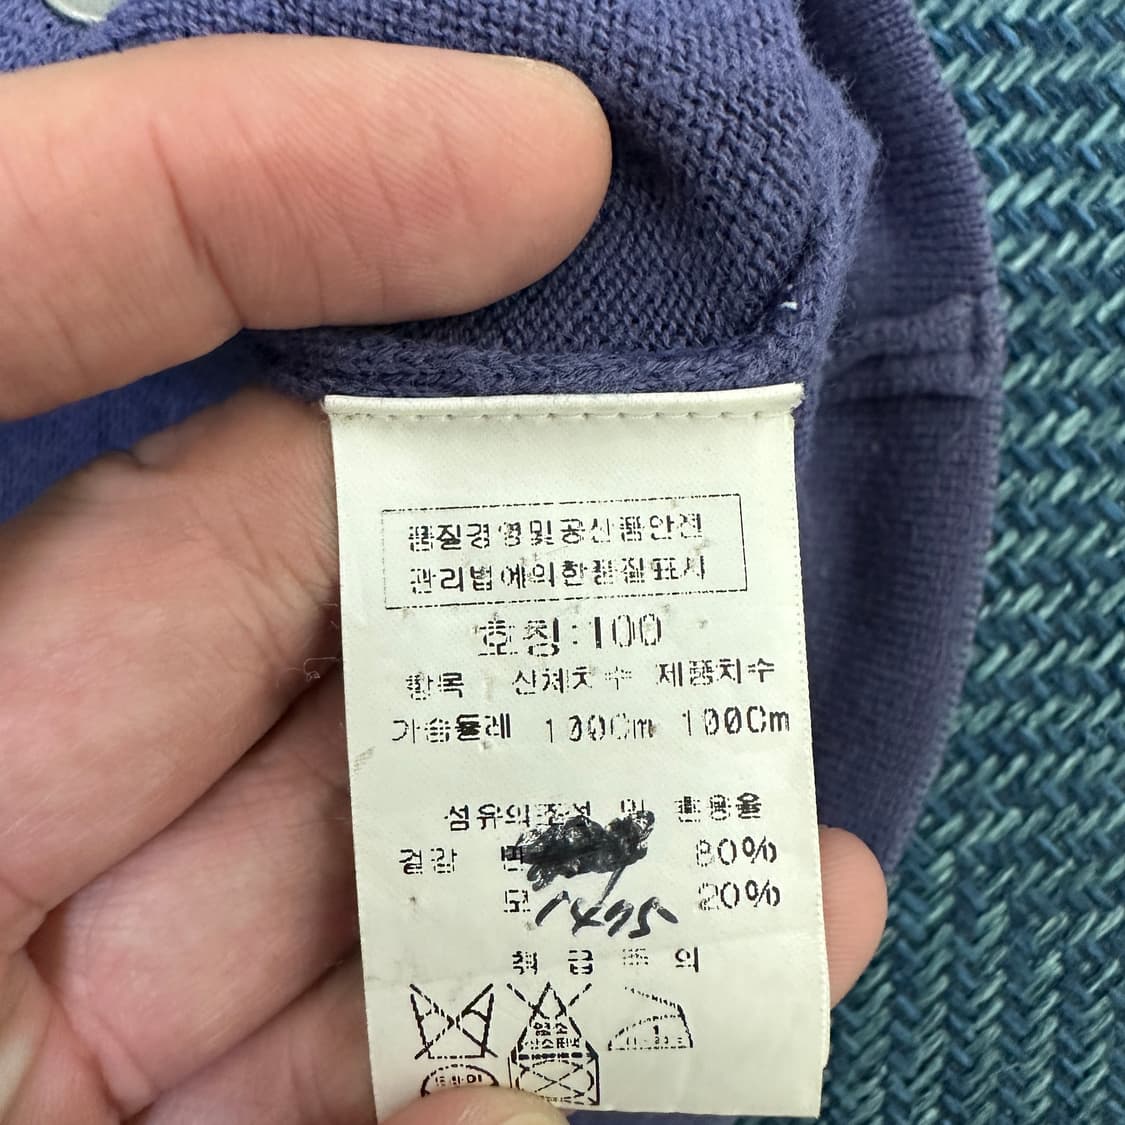 품질경영및공산품안전
관리법에의한품질표시
호칭:100
항목 신체치수 제품치수
가슴둘레 100Cm 100Cm
섬유의조성 및 혼용율
겉감 80%
20%
취 급 주 의